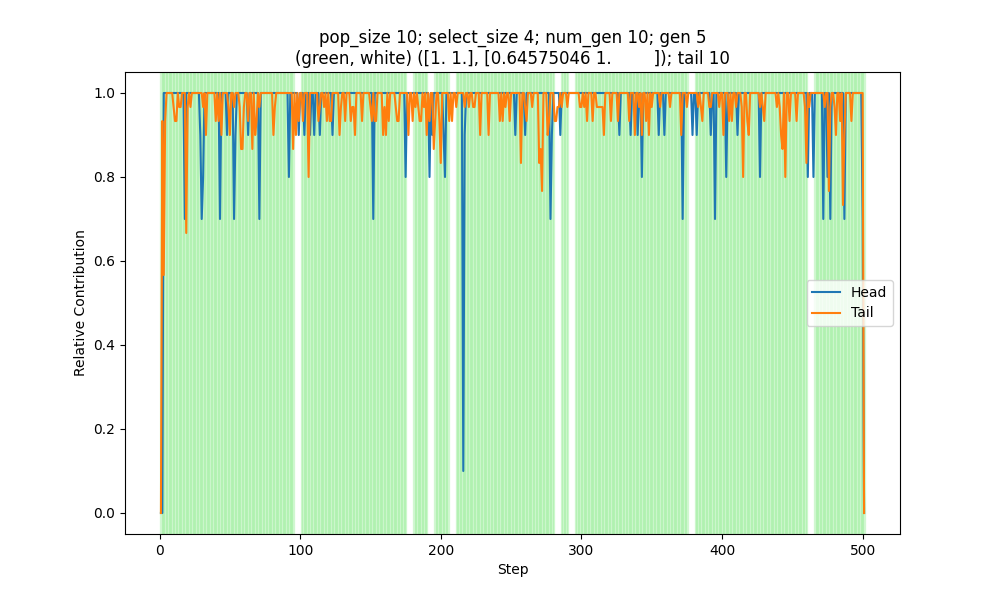 pop_size 10; select_size 4; num_gen 10; gen 5
(green, white) ([1. 1.], [0.64575046 1.         ]); tail 10
1.0
0.8
0.6
0.4
0.2
0.0
Relative Contribution
Head
Tail
0
100
200
300
400
500
Step